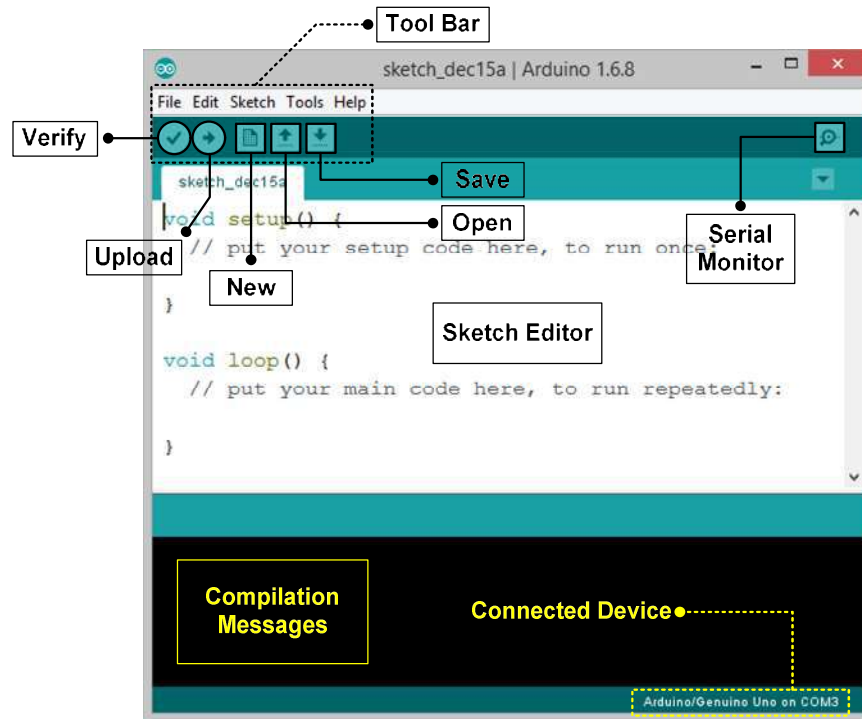 Tool Bar
sketch_dec15a | Arduino 1.6.8
File Edit Sketch Tools Help
Verify
sketch_dec15a
Save
void setup() {
Open
Upload
// put your setup code here, to run once:
Serial
Monitor
New
}
Sketch Editor
void loop() {
// put your main code here, to run repeatedly:
}
Compilation
Messages
Connected Device
Arduino/Genuino Uno on COM3